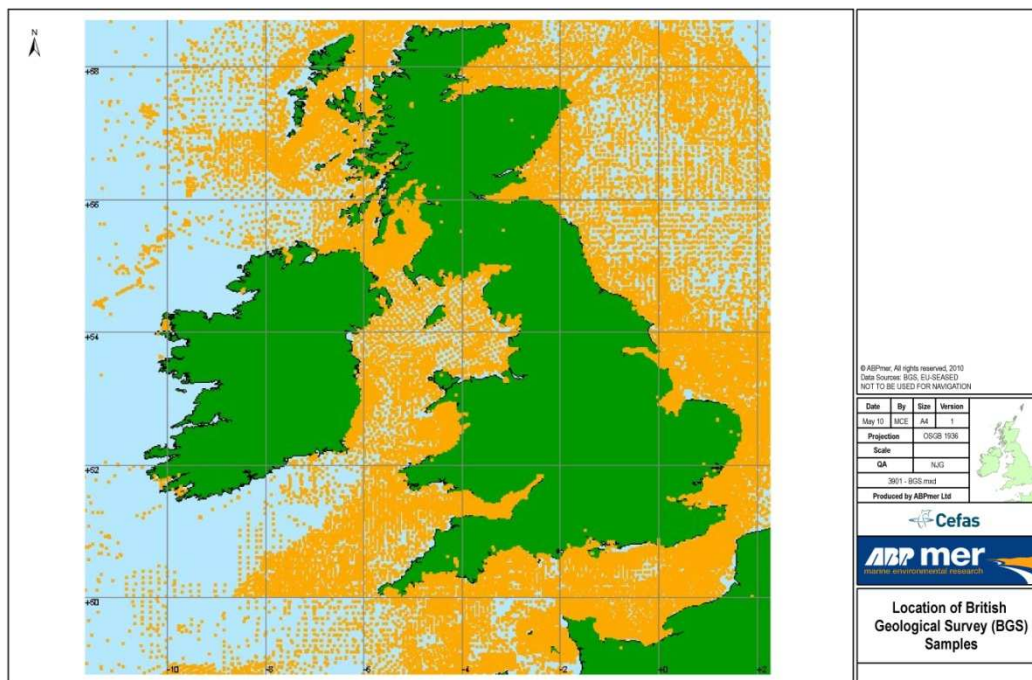 N
+58
+56
+54
+52
+50
-10 -8 -6 -4 -2 +0 +2
© ABPmer, All rights reserved, 2010
Data Sources: BGS, EU-SEASED
NOT TO BE USED FOR NAVIGATION
Date By Size Version
May 10 MCE A4 1
Projection OSGB 1936
Scale
QA NJG
3901 - BGS.mxd
Produced by ABPmer Ltd
Cefas
ABP mer
marine environmental research
Location of British
Geological Survey (BGS)
Samples